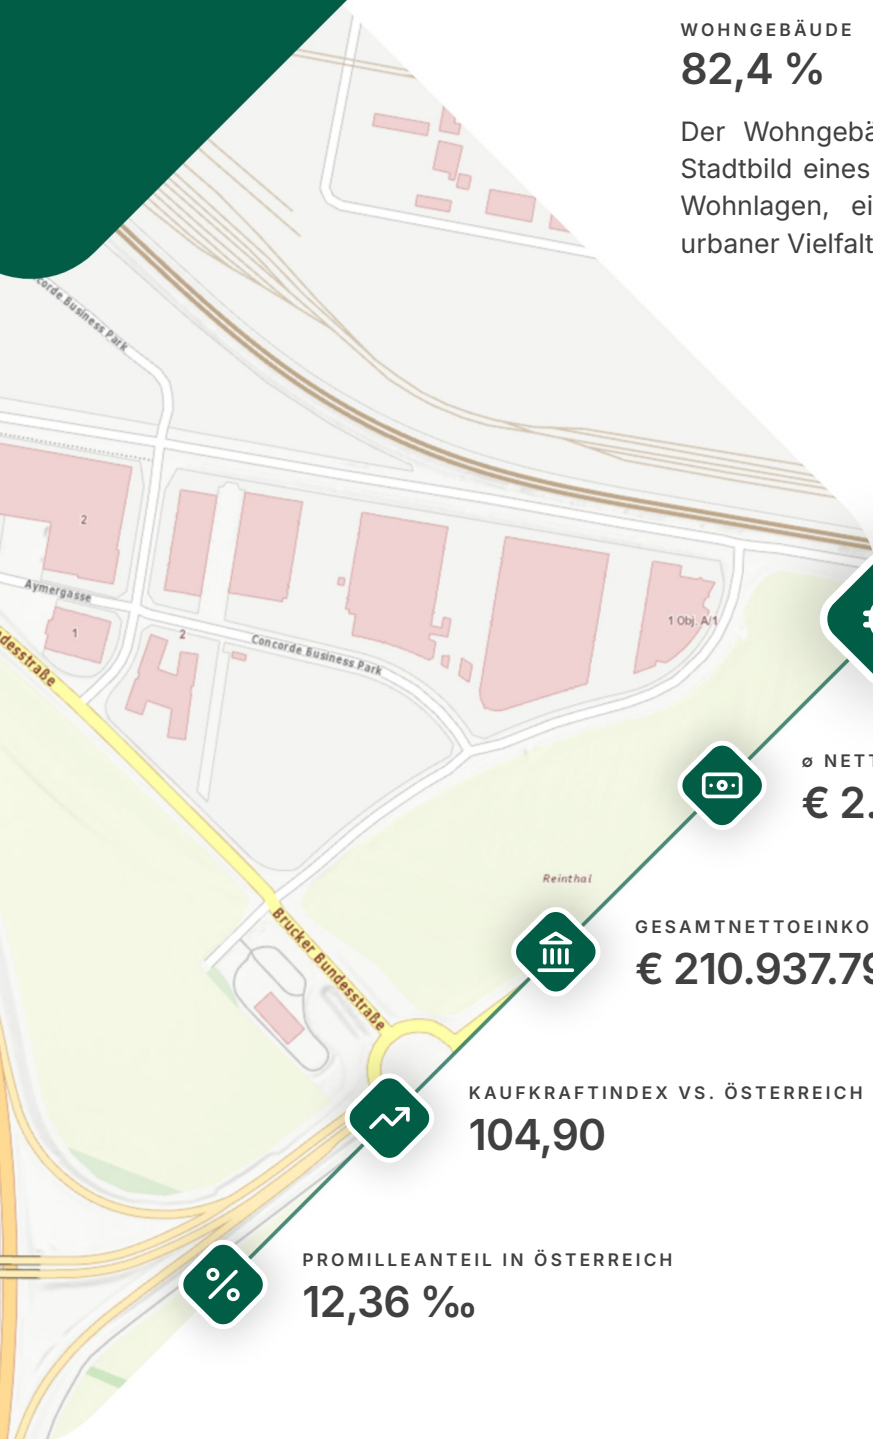 WOHNGEBÄUDE
82,4 %
Der Wohngebä
Stadtbild eines
Wohnlagen, ei
urbaner Vielfalt
corde Business Park
2
Aymergasse
1
2
Concorde Business Park
1 Obj. A/1
desstraße
Reinthal
Brucker Bundesstraße
ø NETT
€ 2.
GESAMTNETTOEINKO
€ 210.937.79
KAUFKRAFTINDEX VS. ÖSTERREICH
104,90
PROMILLEANTEIL IN ÖSTERREICH
12,36 ‰